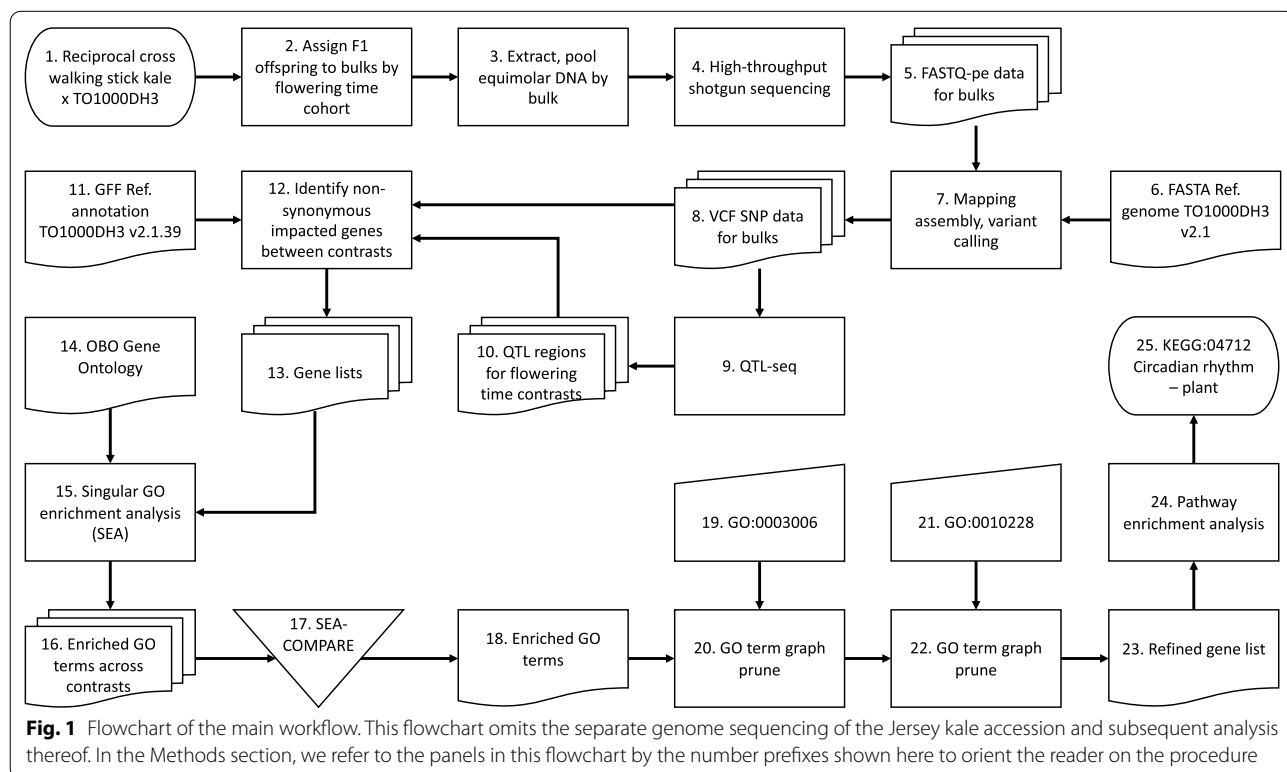 1. Reciprocal cross
walking stick kale
x TO1000DH3
2. Assign F1
offspring to bulks by
flowering time
cohort
3. Extract, pool
equimolar DNA by
bulk
4. High-throughput
shotgun sequencing
5. FASTQ-pe data
for bulks
11. GFF Ref.
annotation
TO1000DH3 v2.1.39
12. Identify non-
synonymous
impacted genes
between contrasts
8. VCF SNP data
for bulks
7. Mapping
assembly, variant
calling
6. FASTA Ref.
genome TO1000DH3
v2.1
14. OBO Gene
Ontology
13. Gene lists
10. QTL regions
for flowering
time contrasts
9. QTL-seq
25. KEGG:04712
Circadian rhythm
– plant
15. Singular GO
enrichment analysis
(SEA)
19. GO:0003006
21. GO:0010228
24. Pathway
enrichment analysis
16. Enriched GO
terms across
contrasts
17. SEA-
COMPARE
18. Enriched GO
terms
20. GO term graph
prune
22. GO term graph
prune
23. Refined gene list
Fig. 1 Flowchart of the main workflow. This flowchart omits the separate genome sequencing of the Jersey kale accession and subsequent analysis
thereof. In the Methods section, we refer to the panels in this flowchart by the number prefixes shown here to orient the reader on the procedure